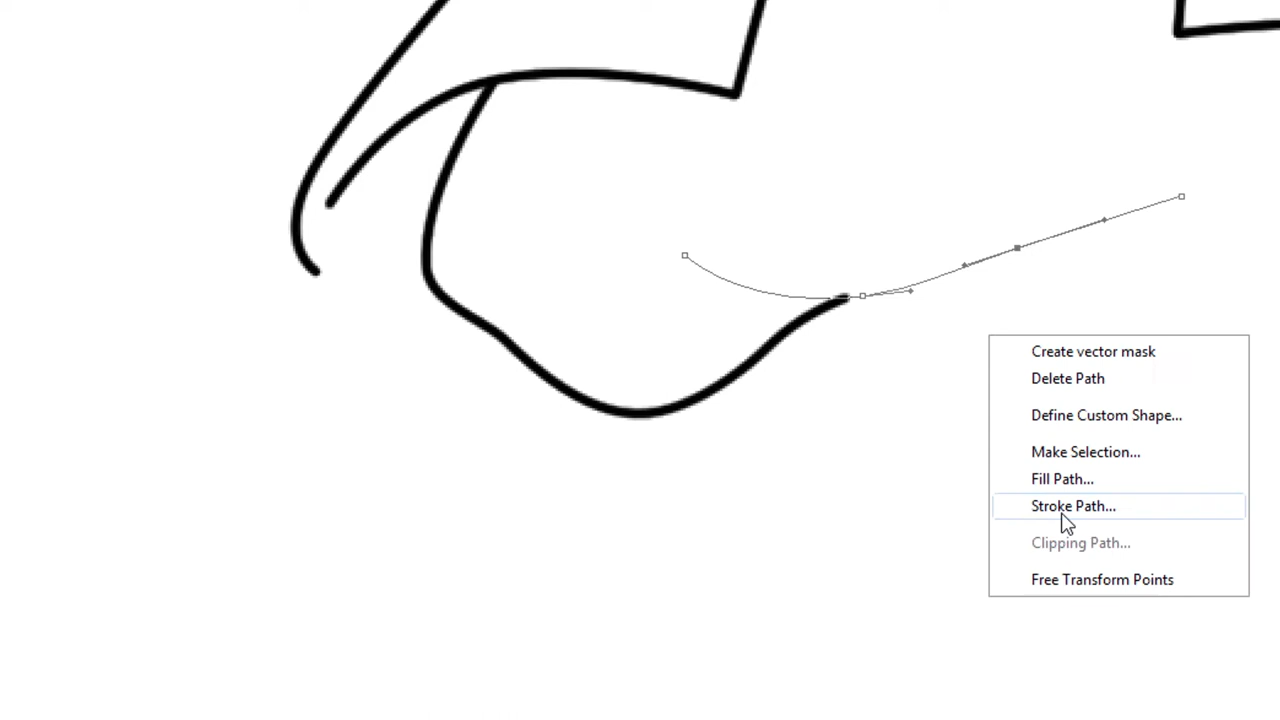 Create vector mask
Delete Path
Define Custom Shape...
Make Selection...
Fill Path...
Stroke Path...
Clipping Path...
Free Transform Points